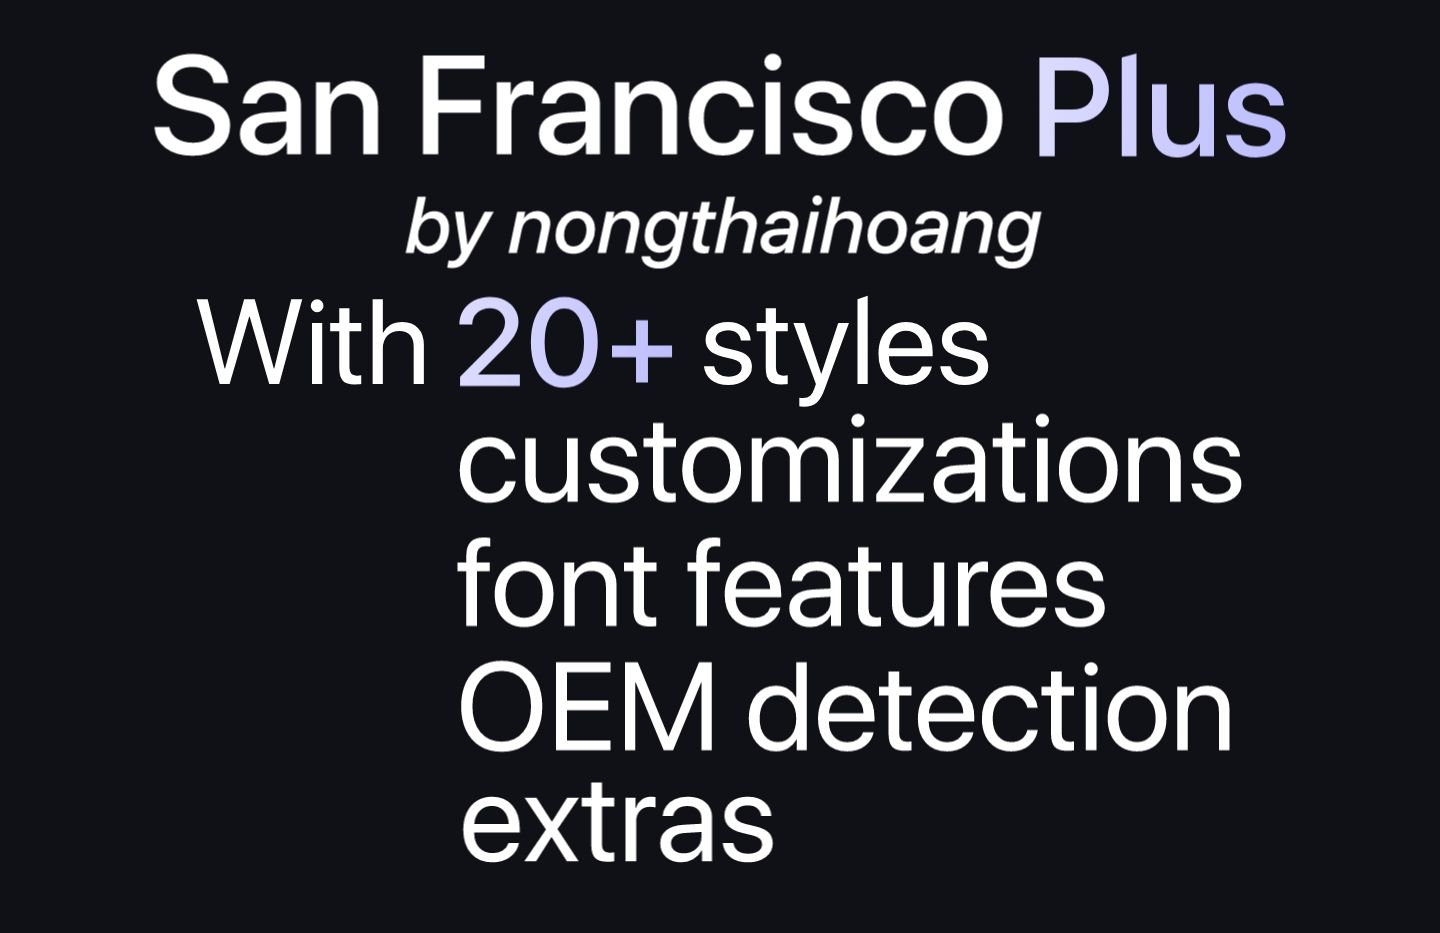 San Francisco Plus
by nongthaihoang
With 20+ styles
customizations
font features
OEM detection
extras